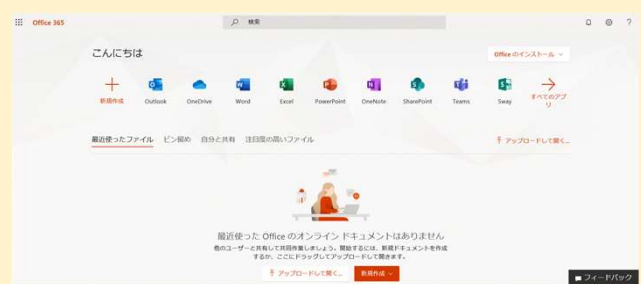 Office 365
検索
?
こんにちは
Office のインストール
新規作成
Outlook
OneDrive
Word
Excel
PowerPoint
OneNote
SharePoint
Teams
Sway
すべてのアプ
リ
最近使ったファイル
ピン留め
自分と共有
注目度の高いファイル
アップロードして開く...
最近使った Office のオンライン ドキュメントはありません
他のユーザーと共有して共同作業しましょう。開始するには、新規ドキュメントを作成
するか、ここにドラッグしてアップロードして開きます。
アップロードして開く...
新規作成
フィードバック